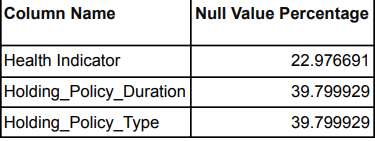 Column Name Null Value Percentage
Health Indicator 22.976691
Holding_Policy_Duration 39.799929
Holding_Policy_Type 39.799929